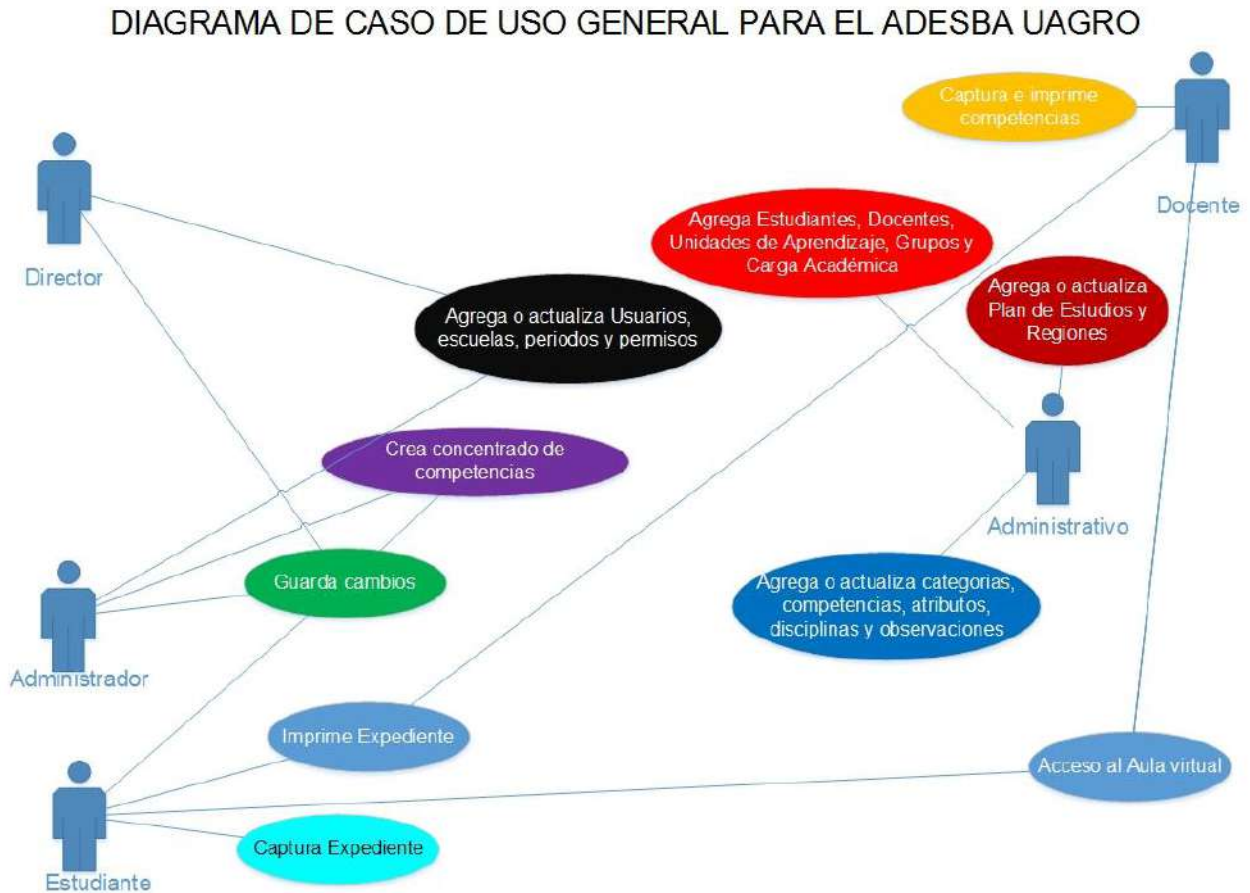 DIAGRAMA DE CASO DE USO GENERAL PARA EL ADESBA UAGRO
Captura e imprime
competencias
Docente
Director
Agrega Estudiantes, Docentes,
Unidades de Aprendizaje, Grupos y
Carga Académica
Agrega o actualiza
Plan de Estudios y
Regiones
Agrega o actualiza Usuarios,
escuelas, periodos y permisos
Crea concentrado de
competencias
Administrativo
Guarda cambios
Agrega o actualiza categorias,
competencias, atributos,
disciplinas y observaciones
Administrador
Imprime Expediente
Acceso al Aula virtual
Captura Expediente
Estudiante